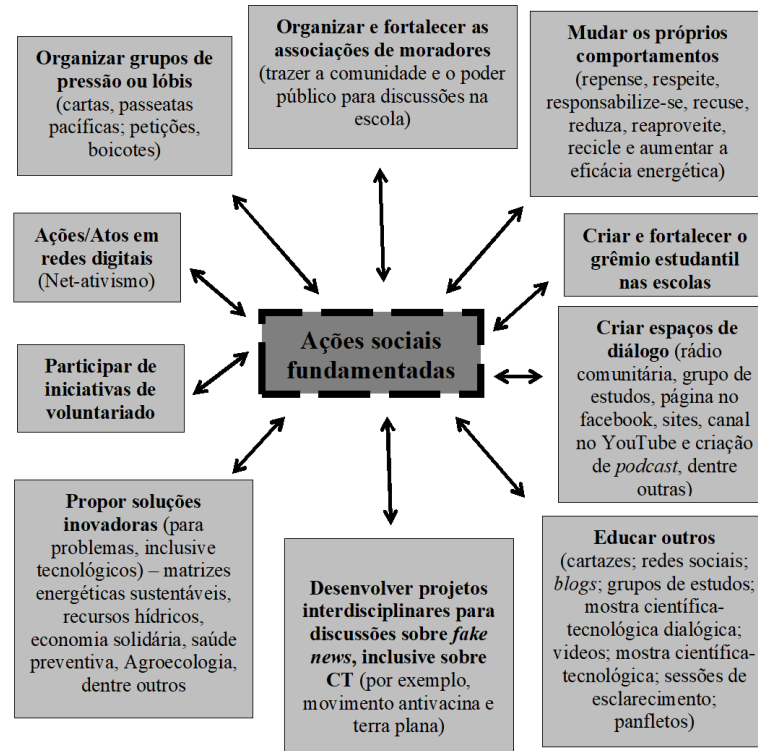 Organizar grupos de
pressão ou lóbis
(cartas, passeatas
pacíficas; petições,
boicotes)
Organizar e fortalecer as
associações de moradores
(trazer a comunidade e o poder
público para discussões na
escola)
Mudar os próprios
comportamentos
(repense, respeite,
responsabilize-se, recuse,
reduza, reaproveite,
recicle e aumentar a
eficácia energética)
Ações/Atos em
redes digitais
(Net-ativismo)
Criar e fortalecer o
grêmio estudantil
nas escolas
Ações sociais
fundamentadas
Participar de
iniciativas de
voluntariado
Criar espaços de
diálogo (rádio
comunitária, grupo de
estudos, página no
facebook, sites, canal
no YouTube e criação
de podcast, dentre
outras)
Propor soluções
inovadoras (para
problemas, inclusive
tecnológicos) – matrizes
energéticas sustentáveis,
recursos hídricos,
economia solidária, saúde
preventiva, Agroecologia,
dentre outros
Desenvolver projetos
interdisciplinares para
discussões sobre fake
news, inclusive sobre
CT (por exemplo,
movimento antivacina e
terra plana)
Educar outros
(cartazes; redes sociais;
blogs; grupos de estudos;
mostra científica-
tecnológica dialógica;
videos; mostra científica-
tecnológica; sessões de
esclarecimento;
panfletos)